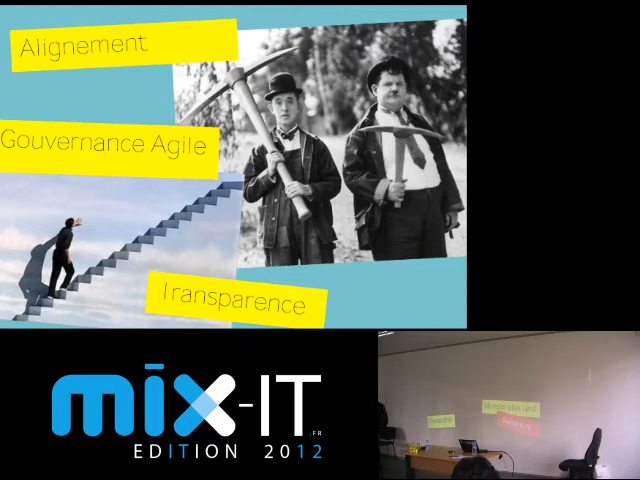 Alignement
Gouvernance Agile
Transparence
mix-IT
.FR
EDITION 2012